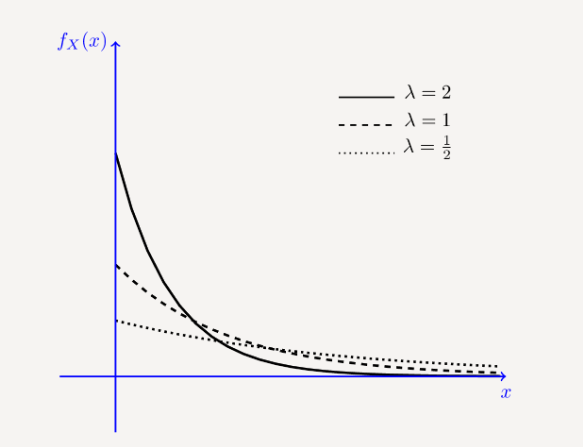 f_X(x)
λ = 2
λ = 1
λ = 1/2
x